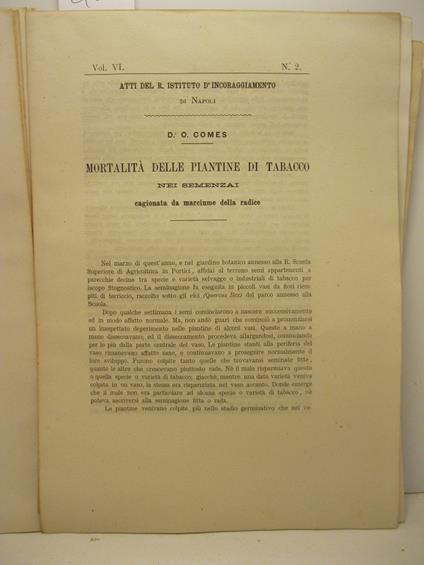 Vol. VI.
N.° 2.
ATTI DEL R. ISTITUTO D'INCORAGGIAMENTO
DI NAPOLI
D.r O. COMES
MORTALITÀ DELLE PIANTINE DI TABACCO
NEI SEMENZAI
cagionata da marciume della radice
Nel marzo di quest'anno, e nel giardino botanico annesso alla R. Scuola
Superiore di Agricoltura in Portici, affidai al terreno semi appartenenti a
parecchie decine tra specie e varietà selvagge o industriali di tabacco per
iscopo fitognostico. La seminagione fu eseguita in piccoli vasi da fiori riem-
piti di terriccio, raccolto sotto gli elci (Quercus Ilex) del parco annesso alla
Scuola.
Dopo qualche settimana i semi cominciarono a nascere successivamente
ed in modo affatto normale. Ma, non andò guari che cominciò a pronunziarsi
un inaspettato deperimento nelle piantine di alcuni vasi. Queste a mano a
mano disseccavano; ed il disseccamento procedeva allargandosi, cominciando
per lo più dalla parte centrale del vaso. Le piantine stanti alla periferia del
vaso rimanevano affatto sane, e continuavano a proseguire normalmente il
loro sviluppo. Furono colpite tanto quelle che trovavansi seminate fitte,
quanto le altre che crescevano piuttosto rade. Nè il male risparmiava questa
o quella specie o varietà di tabacco; giacchè, mentre una data varietà veniva
colpita in un vaso, la stessa era risparmiata nel vaso accanto. Donde emerge
che il male non era particolare ad alcuna specie o varietà di tabacco, nè
poteva ascriversi alla seminagione fitta o rada.
Le piantine venivano colpite più nello stadio germinativo che nel ve-